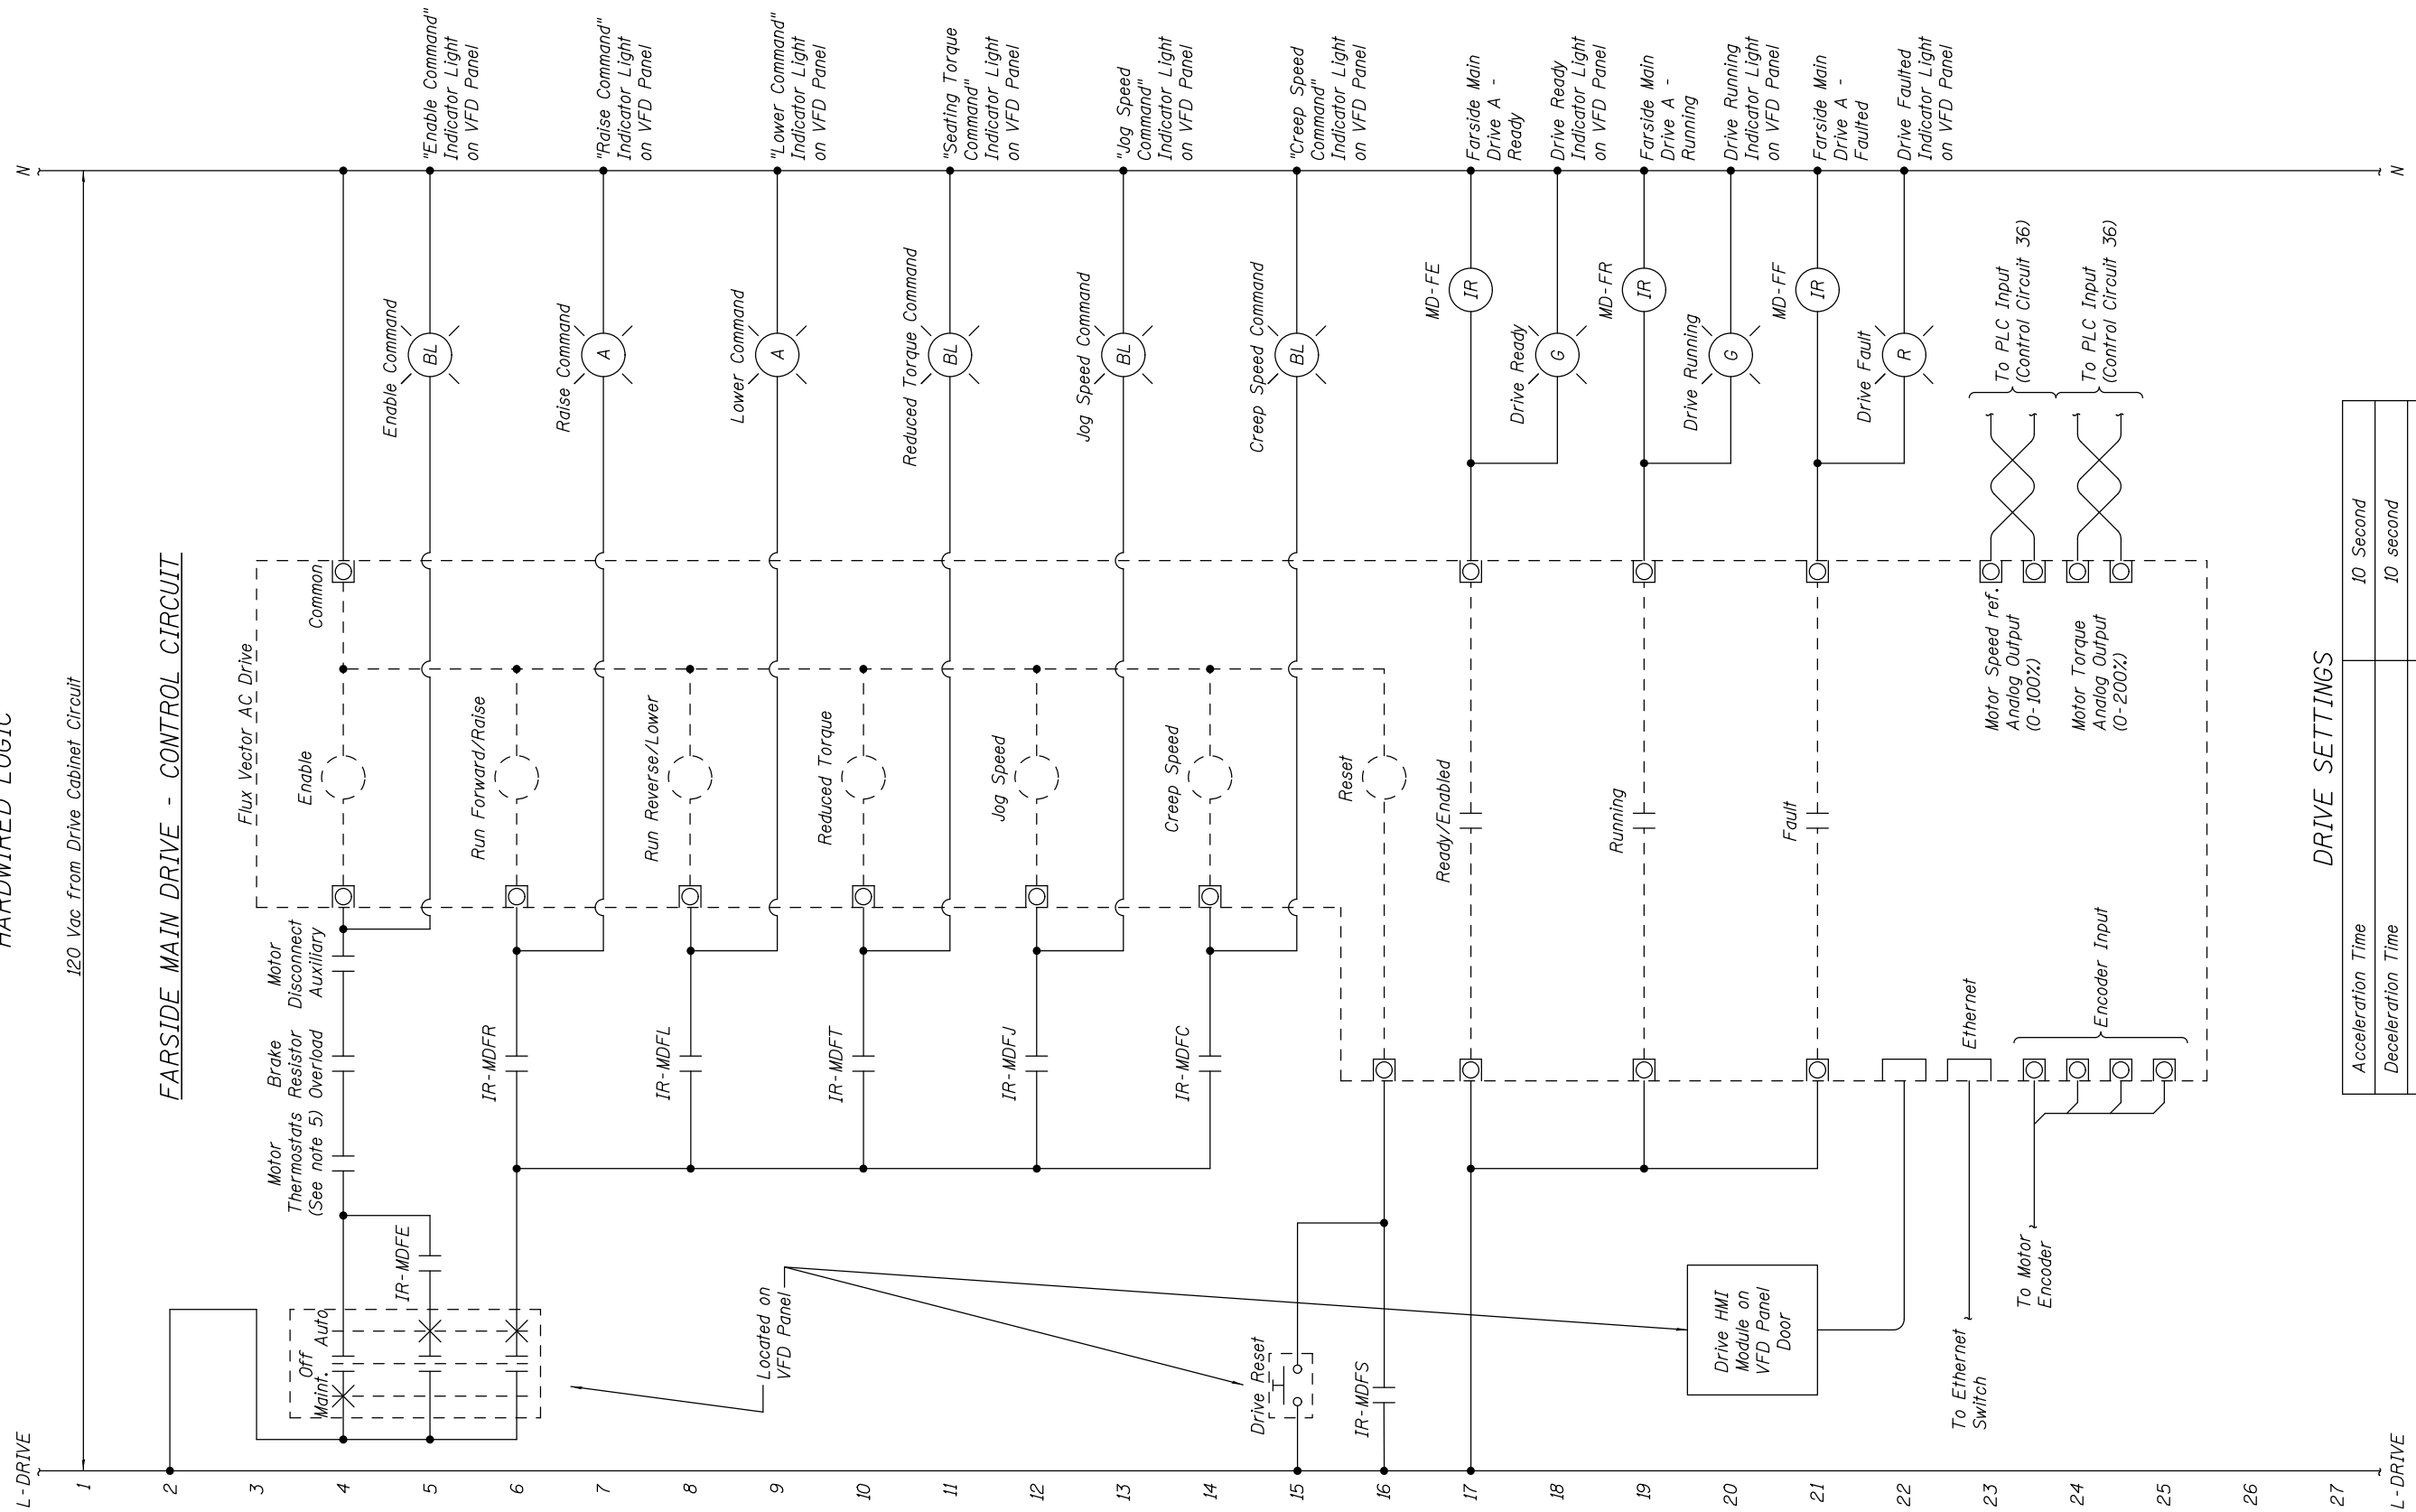 HARDWIRED LOGIC
L-DRIVE
N
1
120 Vac from Drive Cabinet Circuit
2
FARSIDE MAIN DRIVE - CONTROL CIRCUIT
3
Flux Vector AC Drive
4
Maint.
Off
Auto
Motor
Thermostats
(See note 5)
Brake
Resistor
Overload
Motor
Disconnect
Auxiliary
Enable
Common
5
IR-MDFE
Enable Command
BL
"Enable Command"
Indicator Light
on VFD Panel
6
IR-MDFR
Run Forward/Raise
7
Raise Command
A
"Raise Command"
Indicator Light
on VFD Panel
8
IR-MDFL
Run Reverse/Lower
9
Located on
VFD Panel
Lower Command
A
"Lower Command"
Indicator Light
on VFD Panel
10
IR-MDFT
Reduced Torque
11
Reduced Torque Command
BL
"Seating Torque
Command"
Indicator Light
on VFD Panel
12
IR-MDFJ
Jog Speed
13
Jog Speed Command
BL
"Jog Speed
Command"
Indicator Light
on VFD Panel
14
IR-MDFC
Creep Speed
15
Drive Reset
Creep Speed Command
BL
"Creep Speed
Command"
Indicator Light
on VFD Panel
16
IR-MDFS
Reset
17
Ready/Enabled
MD-FE
IR
Farside Main
Drive A -
Ready
18
Drive Ready
G
Drive Ready
Indicator Light
on VFD Panel
19
Running
MD-FR
IR
Farside Main
Drive A -
Running
20
Drive HMI
Module on
VFD Panel
Door
Drive Running
G
Drive Running
Indicator Light
on VFD Panel
21
Fault
MD-FF
IR
Farside Main
Drive A -
Faulted
22
Drive Fault
R
Drive Faulted
Indicator Light
on VFD Panel
23
To Ethernet
Switch
Ethernet
Motor Speed ref.
Analog Output
(0-100%)
To PLC Input
(Control Circuit 36)
24
To Motor
Encoder
Encoder Input
Motor Torque
Analog Output
(0-200%)
To PLC Input
(Control Circuit 36)
25
26
27
DRIVE SETTINGS
L-DRIVE
N
Acceleration Time
10 Second
Deceleration Time
10 second